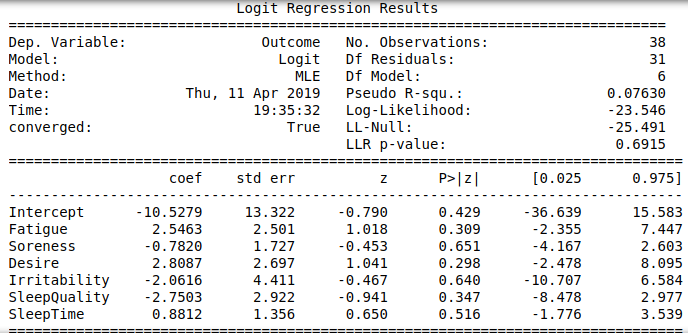 Logit Regression Results
==============================================================================
Dep. Variable: Outcome No. Observations: 38
Model: Logit Df Residuals: 31
Method: MLE Df Model: 6
Date: Thu, 11 Apr 2019 Pseudo R-squ.: 0.07630
Time: 19:35:32 Log-Likelihood: -23.546
converged: True LL-Null: -25.491
LLR p-value: 0.6915
==============================================================================
coef std err z P>|z| [0.025 0.975]
------------------------------------------------------------------------------
Intercept -10.5279 13.322 -0.790 0.429 -36.639 15.583
Fatigue 2.5463 2.501 1.018 0.309 -2.355 7.447
Soreness -0.7820 1.727 -0.453 0.651 -4.167 2.603
Desire 2.8087 2.697 1.041 0.298 -2.478 8.095
Irritability -2.0616 4.411 -0.467 0.640 -10.707 6.584
SleepQuality -2.7503 2.922 -0.941 0.347 -8.478 2.977
SleepTime 0.8812 1.356 0.650 0.516 -1.776 3.539
==============================================================================